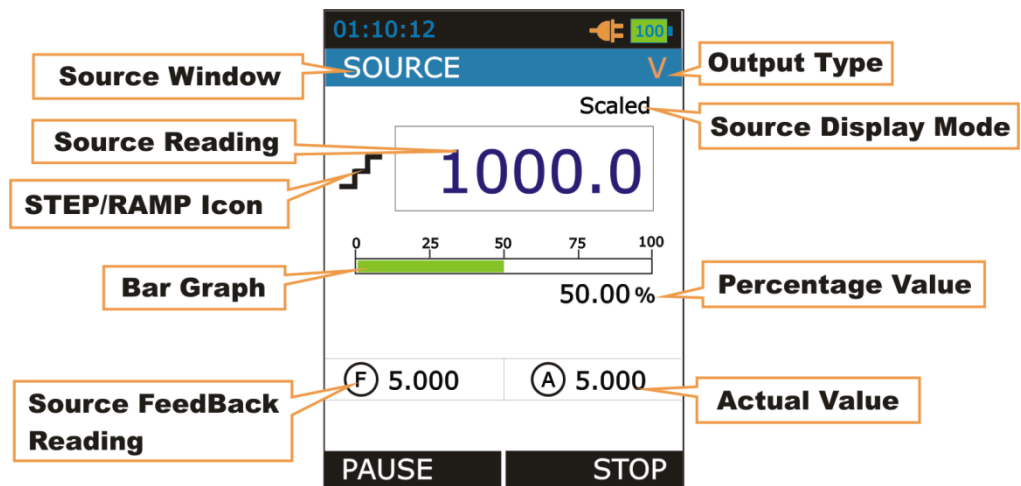 01:10:12
100
SOURCE
V
Source Window
Output Type
Scaled
Source Display Mode
Source Reading
1000.0
STEP/RAMP Icon
0 25 50 75 100
Bar Graph
50.00 %
Percentage Value
F 5.000
A 5.000
Source FeedBack
Reading
Actual Value
PAUSE
STOP